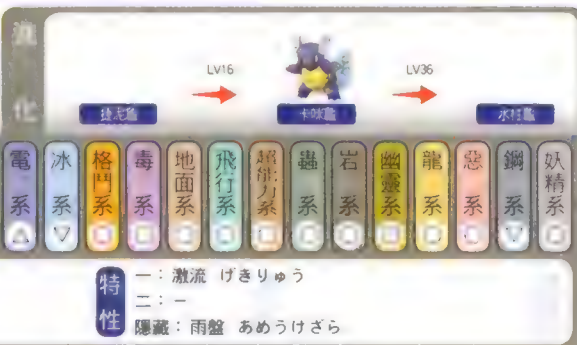 進化
LV16
LV36
傑尼龜
卡咪龜
水箭龜
電系
冰系
格鬥系
毒系
地面系
飛行系
超能力系
蟲系
岩系
幽靈系
龍系
惡系
鋼系
妖精系
特性
一：激流 げきりゅう
二：－
隱藏：雨盤 あめうけざら